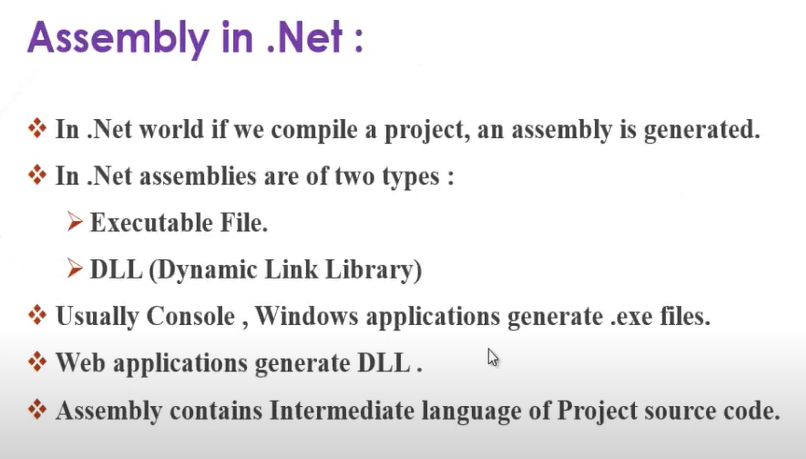 Assembly in .Net :
In .Net world if we compile a project, an assembly is generated.
In .Net assemblies are of two types :
Executable File.
DLL (Dynamic Link Library)
Usually Console , Windows applications generate .exe files.
Web applications generate DLL .
Assembly contains Intermediate language of Project source code.